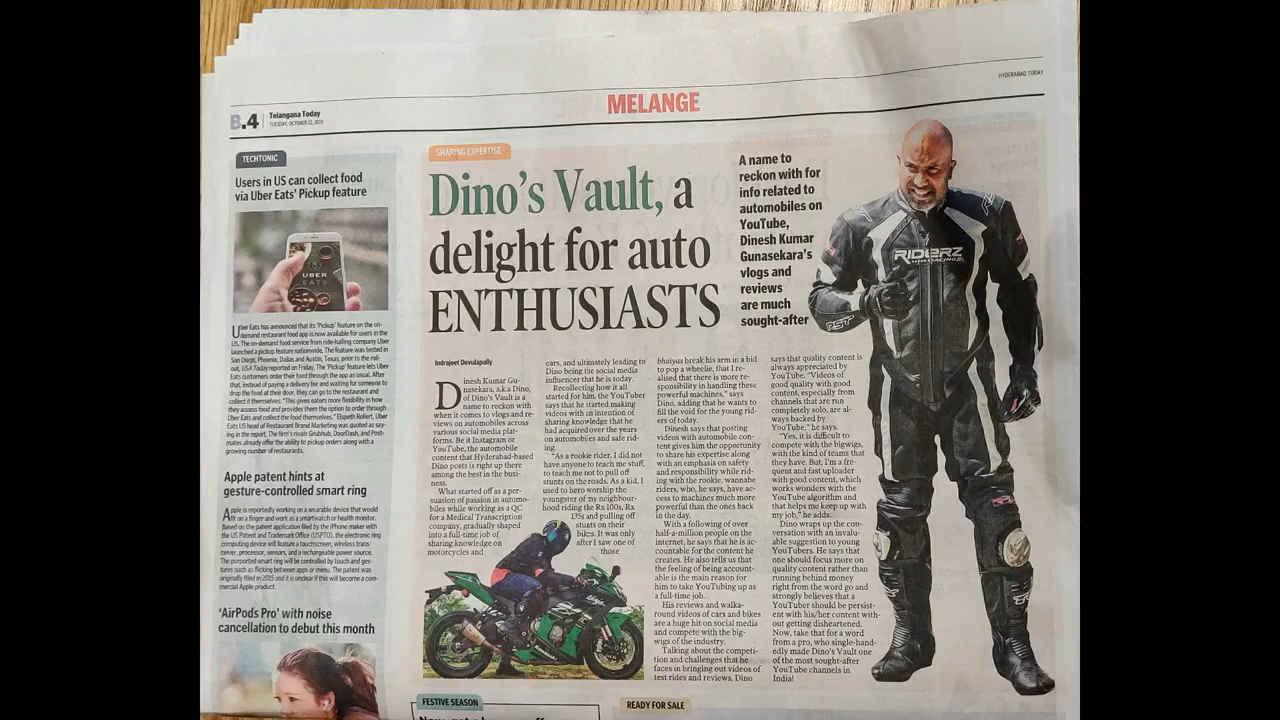 HYDERABAD TODAY
MELANGE
B.4
Telangana Today
TUESDAY, OCTOBER 22, 2019
TECHTONIC
Users in US can collect food
via Uber Eats' Pickup feature
UBER
EATS
Uber Eats has announced that its 'Pickup' feature on the on-
demand restaurant food app is now available for users in the
US. The on-demand food service from ride-hailing company Uber
launched a pickup feature nationwide. The feature was tested in
San Diego, Phoenix, Dallas and Austin, Texas, prior to the roll-
out, USA Today reported on Friday. The 'Pickup' feature lets Uber
Eats customers order their food through the app as usual. After
that, instead of paying a delivery fee and waiting for someone to
drop the food at their door, they can go to the restaurant and
collect it themselves. "This gives eaters more flexibility in how
they access food and provides them the option to order through
Uber Eats and collect the food themselves," Elspeth Rollert, Uber
Eats US head of Restaurant Brand Marketing was quoted as say-
ing in the report. The firm's rivals Grubhub, DoorDash, and Post-
mates already offer the ability to pickup orders along with a
growing number of restaurants.
Apple patent hints at
gesture-controlled smart ring
Apple is reportedly working on a wearable device that would
fit on a finger and work as a smartwatch or health monitor.
Based on the patent application filed by the iPhone maker with
the US Patent and Trademark Office (USPTO), the electronic ring
computing device will feature a touchscreen, wireless trans-
ceiver, processor, sensors, and a rechargeable power source.
The purported smart ring will be controlled by touch and ges-
tures such as flicking between apps or menu. The patent was
originally filed in 2015 and it is unclear if this will become a com-
mercial Apple product.
'AirPods Pro' with noise
cancellation to debut this month
SHARING EXPERTISE
Dino's Vault, a
delight for auto
ENTHUSIASTS
A name to
reckon with for
info related to
automobiles on
YouTube,
Dinesh Kumar
Gunasekara's
vlogs and
reviews
are much
sought-after
Indrajeet Devulapally
Dinesh Kumar Gu-
nasekara, a.k.a Dino,
of Dino's Vault is a
name to reckon with
when it comes to vlogs and re-
views on automobiles across
various social media plat-
forms. Be it Instagram or
YouTube, the automobile
content that Hyderabad-based
Dino posts is right up there
among the best in the busi-
ness.
What started off as a per-
suasion of passion in automo-
biles while working as a QC
for a Medical Transcription
company, gradually shaped
into a full-time job of
sharing knowledge on
motorcycles and
cars, and ultimately leading to
Dino being the social media
influencer that he is today.
Recollecting how it all
started for him, the YouTuber
says that he started making
videos with an intention of
sharing knowledge that he
had acquired over the years
on automobiles and safe rid-
ing.
"As a rookie rider, I did not
have anyone to teach me stuff,
to teach me not to pull off
stunts on the roads. As a kid, I
used to hero worship the
youngster of my neighbour-
hood riding the Rx 100s, Rx
135s and pulling off
stunts on their
bikes. It was only
after I saw one of
those
bhaiyas break his arm in a bid
to pop a wheelie, that I re-
alised that there is more re-
sponsibility in handling these
powerful machines," says
Dino, adding that he wants to
fill the void for the young rid-
ers of today.
Dinesh says that posting
videos with automobile con-
tent gives him the opportunity
to share his expertise along
with an emphasis on safety
and responsibility while rid-
ing with the rookie, wannabe
riders, who, he says, have ac-
cess to machines much more
powerful than the ones back
in the day.
With a following of over
half-a-million people on the
internet, he says that he is ac-
countable for the content he
creates. He also tells us that
the feeling of being account-
able is the main reason for
him to take YouTubing up as
a full-time job.
His reviews and walka-
round videos of cars and bikes
are a huge hit on social media
and compete with the big-
wigs of the industry.
Talking about the competi-
tion and challenges that he
faces in bringing out videos of
test rides and reviews, Dino
says that quality content is
always appreciated by
YouTube. "Videos of
good quality with good
content, especially from
channels that are run
completely solo, are al-
ways backed by
YouTube," he says.
"Yes, it is difficult to
compete with the bigwigs,
with the kind of teams that
they have. But, I'm a fre-
quent and fast uploader
with good content, which
works wonders with the
YouTube algorithm and
that helps me keep up with
my job," he adds.
Dino wraps up the con-
versation with an invalu-
able suggestion to young
YouTubers. He says that
one should focus more on
quality content rather than
running behind money
right from the word go and
strongly believes that a
YouTuber should be persist-
ent with his/her content with-
out getting disheartened.
Now, take that for a word
from a pro, who single-hand-
edly made Dino's Vault one
of the most sought-after
YouTube channels in
India!
RIDERZ
RACING
RST
Ninja
Kawasaki
FESTIVE SEASON
READY FOR SALE